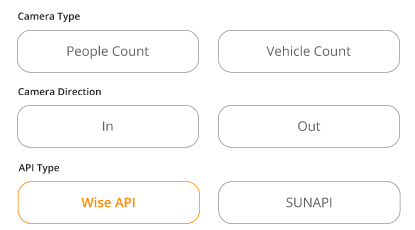 Camera Type
People Count
Vehicle Count
Camera Direction
In
Out
API Type
Wise API
SUNAPI